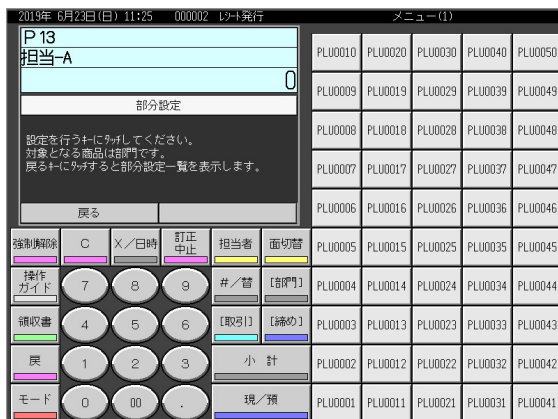 2019年 6月23日(日) 11:25 000002 レシート発行 メニュー(1)
P13
担当-A
0
部分設定
設定を行うキーにタッチしてください。
対象となる商品は部門です。
戻るキーにタッチすると部分設定一覧を表示します。
戻る
PLU0010 PLU0020 PLU0030 PLU0040 PLU0050
PLU0009 PLU0019 PLU0029 PLU0039 PLU0049
PLU0008 PLU0018 PLU0028 PLU0038 PLU0048
PLU0007 PLU0017 PLU0027 PLU0037 PLU0047
PLU0006 PLU0016 PLU0026 PLU0036 PLU0046
強制解除 C X/日時 訂正中止 担当者 面切替 PLU0005 PLU0015 PLU0025 PLU0035 PLU0045
操作ガイド 7 8 9 #/替 [部門] PLU0004 PLU0014 PLU0024 PLU0034 PLU0044
領収書 4 5 6 [取引] [締め] PLU0003 PLU0013 PLU0023 PLU0033 PLU0043
戻 1 2 3 小計 PLU0002 PLU0012 PLU0022 PLU0032 PLU0042
モード 0 00 . 現/預 PLU0001 PLU0011 PLU0021 PLU0031 PLU0041